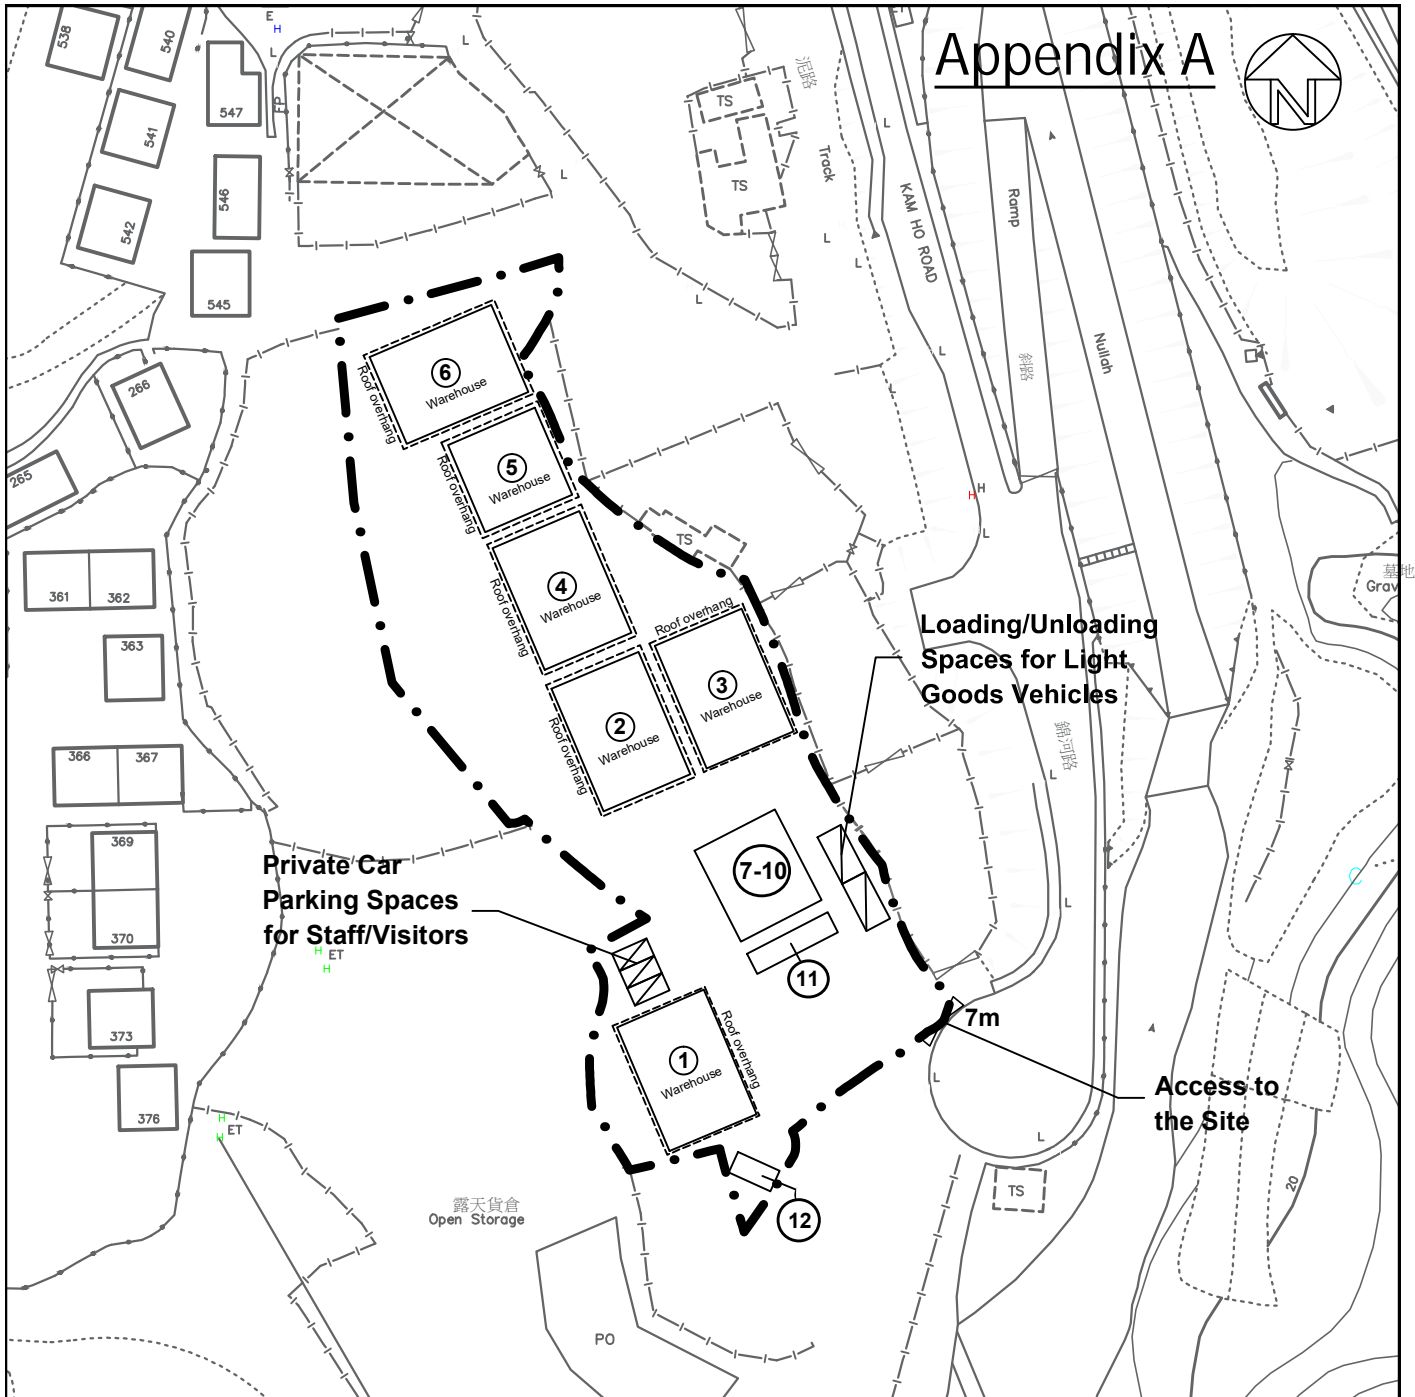 Appendix A
N
E
H
L
538
540
541
542
547
546
545
EP
L
TS
TS
泥路
Track
L
L
L
L
L
L
L
KAM HO ROAD
Ramp
斜路
Nullah
266
265
361
362
363
366
367
369
370
373
376
6
Warehouse
Roof overhang
5
Warehouse
Roof overhang
4
Warehouse
Roof overhang
TS
H
H
L
墓地
Grav
Roof overhang
3
Warehouse
2
Warehouse
Roof overhang
Loading/Unloading
Spaces for Light
Goods Vehicles
錦河路
L
L
C
7-10
11
Private Car
Parking Spaces
for Staff/Visitors
H
ET
H
1
Warehouse
Roof overhang
7m
Access to
the Site
L
L
H
ET
H
TS
20
12
露天貨倉
Open Storage
PO